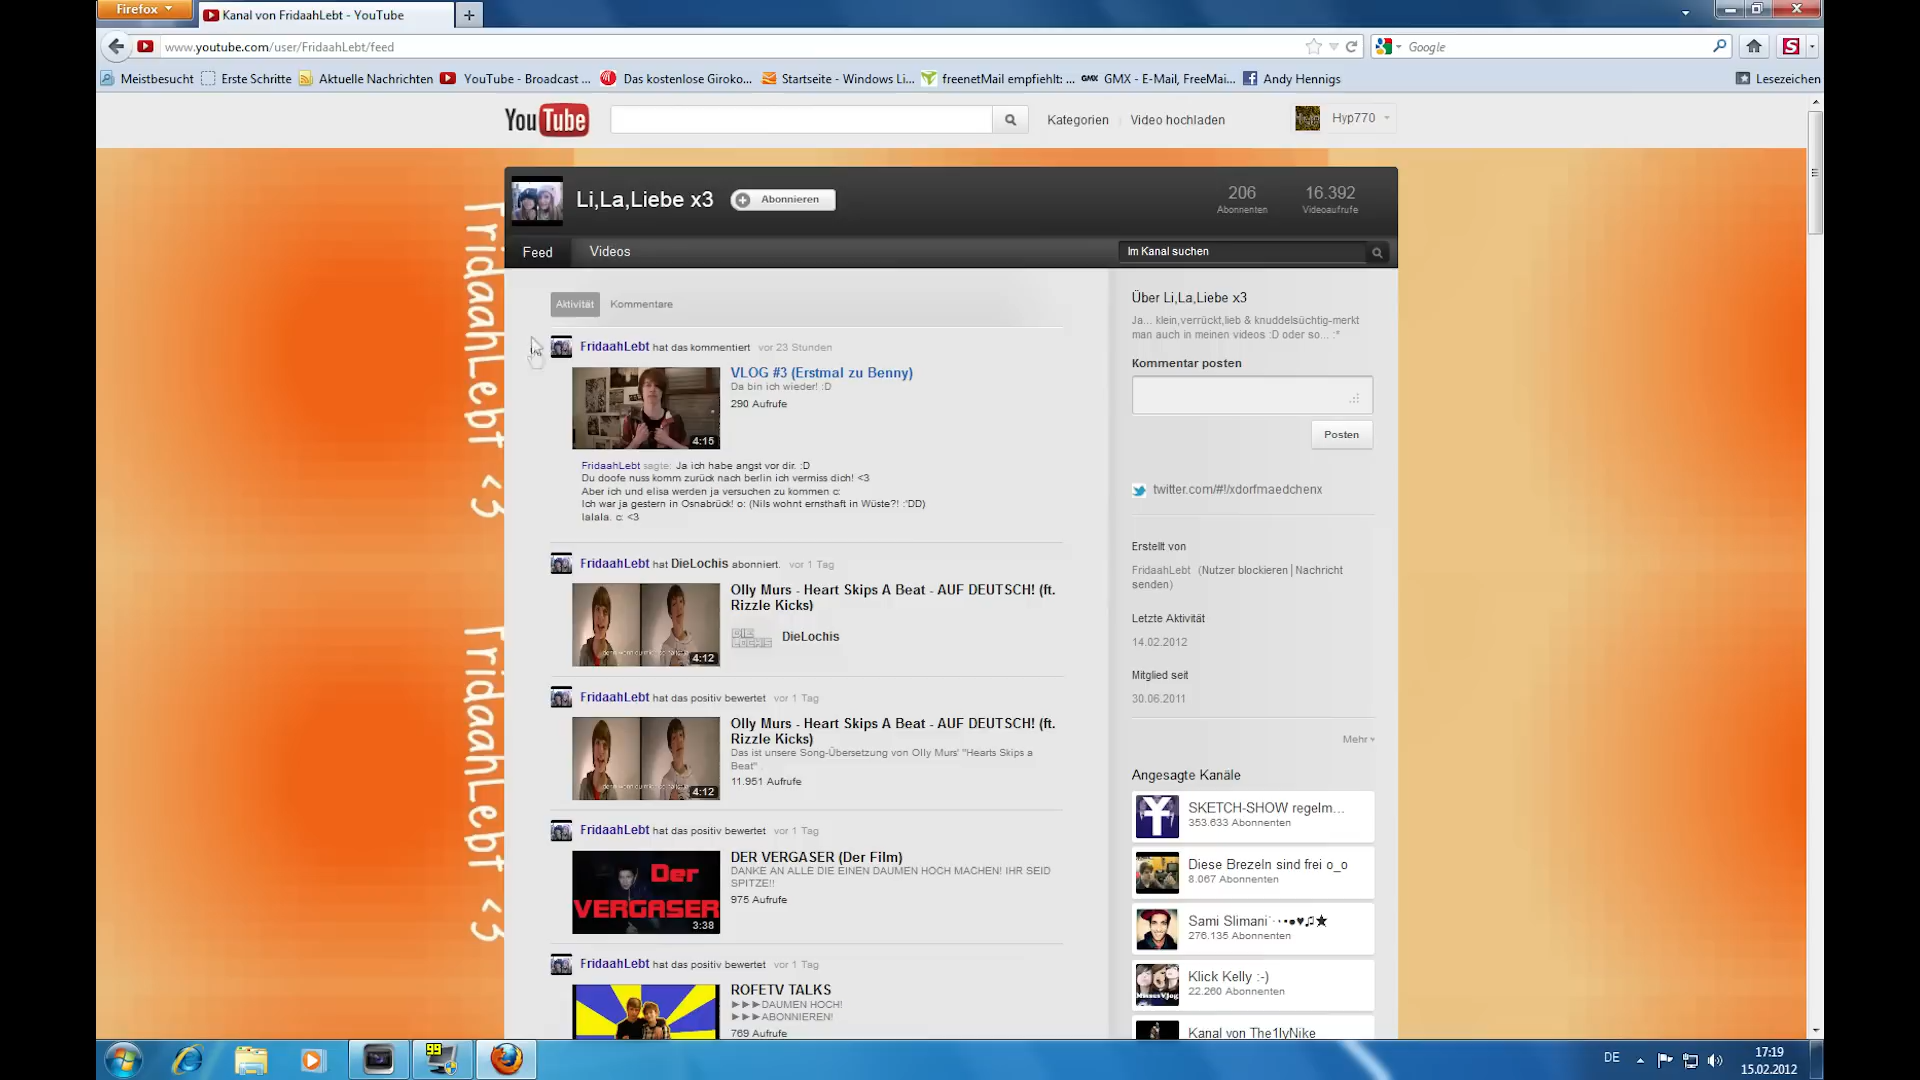 Firefox
Kanal von FridaahLebt - YouTube
www.youtube.com/user/FridaahLebt/feed
Google
Meistbesucht
Erste Schritte
Aktuelle Nachrichten
YouTube - Broadcast ...
Das kostenlose Giroko...
Startseite - Windows Li...
freenetMail empfiehlt: ...
GMX - E-Mail, FreeMai...
Andy Hennigs
Lesezeichen
YouTube
Kategorien
Video hochladen
Hyp770
Li,La,Liebe x3
Abonnieren
206
Abonnenten
16.392
Videoaufrufe
Feed
Videos
Im Kanal suchen
FridaahLebt <3
FridaahLebt <3
Aktivität
Kommentare
FridaahLebt hat das kommentiert vor 23 Stunden
VLOG #3 (Erstmal zu Benny)
Da bin ich wieder! :D
290 Aufrufe
4:15
FridaahLebt sagte: Ja ich habe angst vor dir. :D
Du doofe nuss komm zurück nach berlin ich vermiss dich! <3
Aber ich und elisa werden ja versuchen zu kommen c:
Ich war ja gestern in Osnabrück! o: (Nils wohnt ernsthaft in Wüste?! :'DD)
lalala. c: <3
FridaahLebt hat DieLochis abonniert. vor 1 Tag
Olly Murs - Heart Skips A Beat - AUF DEUTSCH! (ft.
Rizzle Kicks)
DIE LOCHIS
DieLochis
4:12
FridaahLebt hat das positiv bewertet vor 1 Tag
Olly Murs - Heart Skips A Beat - AUF DEUTSCH! (ft.
Rizzle Kicks)
Das ist unsere Song-Übersetzung von Olly Murs' "Hearts Skips a
Beat"
11.951 Aufrufe
4:12
FridaahLebt hat das positiv bewertet vor 1 Tag
DER VERGASER (Der Film)
DANKE AN ALLE DIE EINEN DAUMEN HOCH MACHEN! IHR SEID
SPITZE!!
975 Aufrufe
Der
VERGASER
3:38
FridaahLebt hat das positiv bewertet vor 1 Tag
ROFETV TALKS
►►►DAUMEN HOCH!
►►►ABONNIEREN!
769 Aufrufe
Über Li,La,Liebe x3
Ja... klein,verrückt,lieb & knuddelsüchtig-merkt
man auch in meinen videos :D oder so... :*
Kommentar posten
Posten
twitter.com/#!/xdorfmaedchenx
Erstellt von
FridaahLebt (Nutzer blockieren|Nachricht
senden)
Letzte Aktivität
14.02.2012
Mitglied seit
30.06.2011
Mehr
Angesagte Kanäle
SKETCH-SHOW regelm...
353.633 Abonnenten
Diese Brezeln sind frei o_o
8.067 Abonnenten
Sami Slimani˙·٠•●♥♫★
276.135 Abonnenten
Klick Kelly :-)
22.260 Abonnenten
Kanal von The1lyNike
99
DE
17:19
15.02.2012